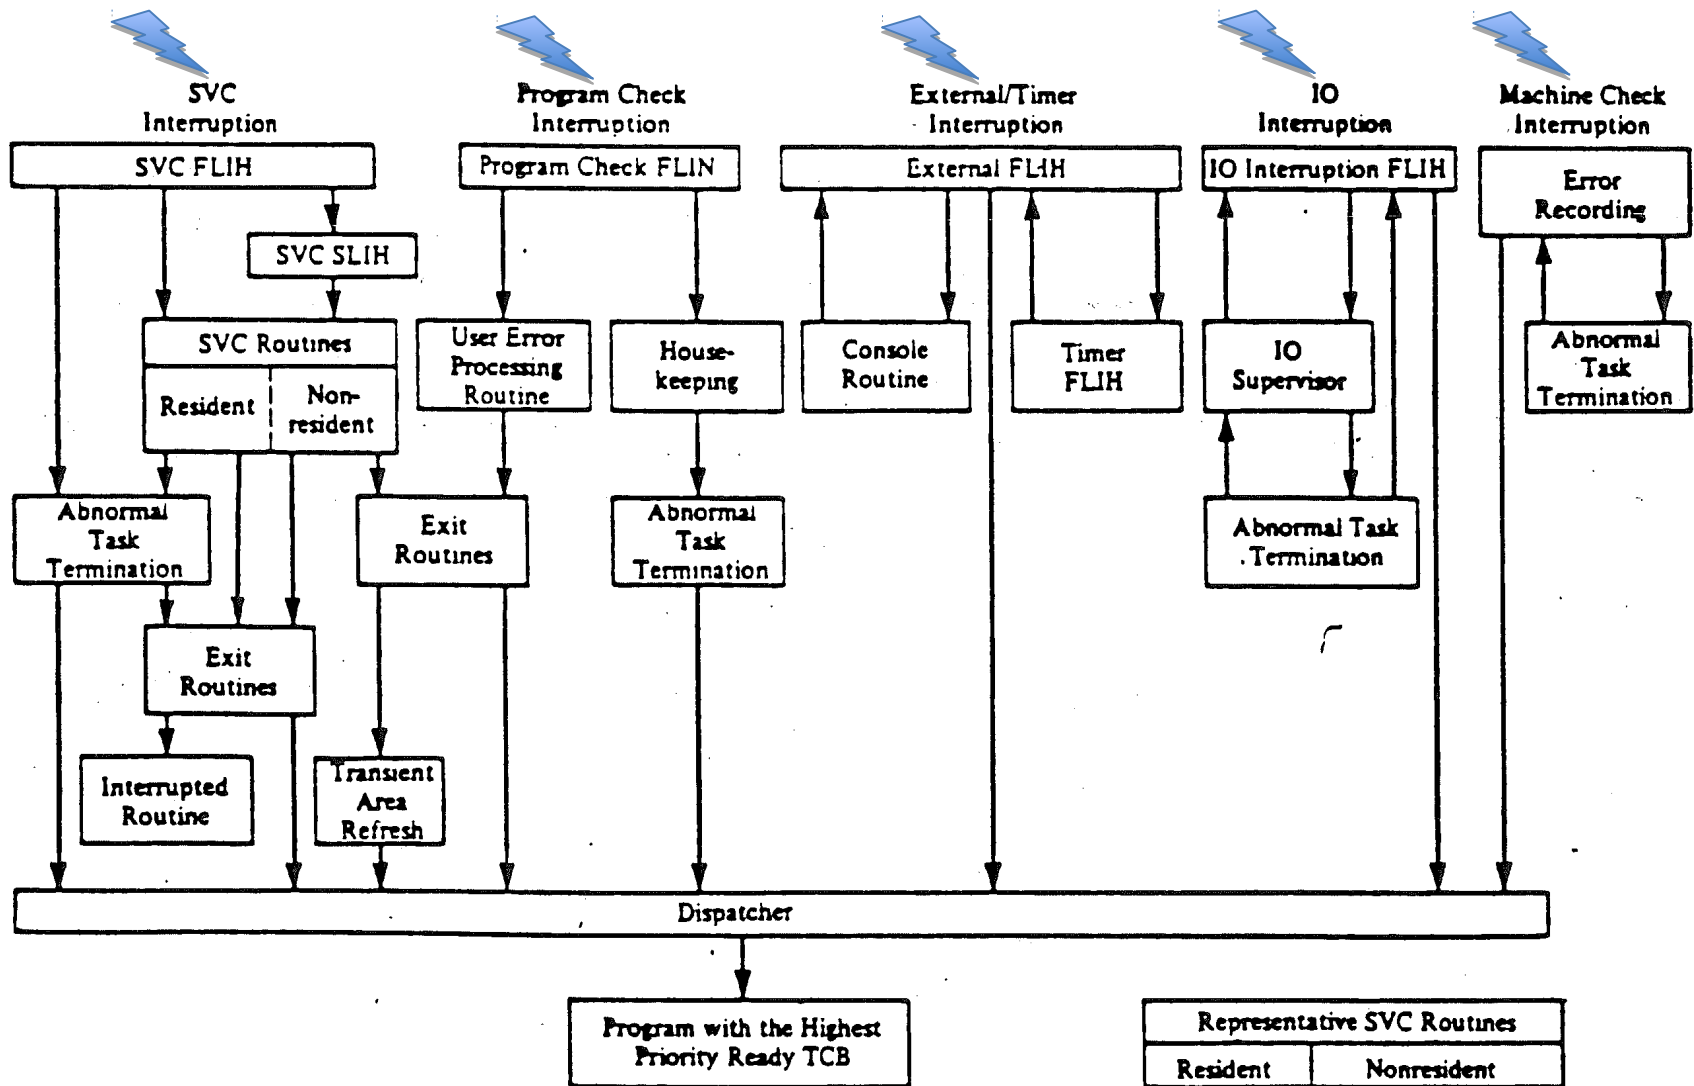 SVC
Interruption
Program Check
Interruption
External/Timer
Interruption
IO
Interruption
Machine Check
Interruption
SVC FLIH
Program Check FLIN
External FLIH
IO Interruption FLIH
Error
Recording
SVC SLIH
SVC Routines
Resident
Non-
resident
User Error
Processing
Routine
House-
keeping
Console
Routine
Timer
FLIH
IO
Supervisor
Abnormal
Task
Termination
Abnormal
Task
Termination
Exit
Routines
Abnormal
Task
Termination
Abnormal Task
Termination
Exit
Routines
Interrupted
Routine
Transient
Area
Refresh
Dispatcher
Program with the Highest
Priority Ready TCB
Representative SVC Routines
Resident
Nonresident